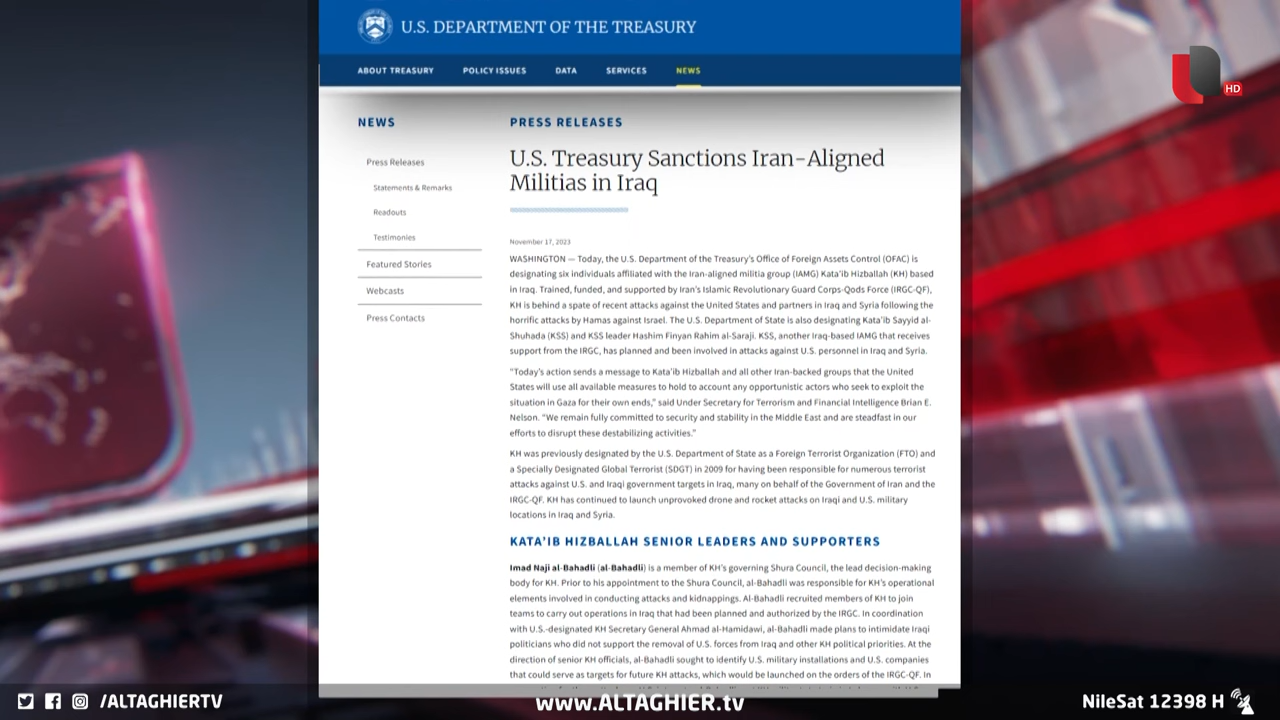 U.S. DEPARTMENT OF THE TREASURY
ABOUT TREASURY POLICY ISSUES DATA SERVICES NEWS
HD
NEWS
Press Releases
Statements & Remarks
Readouts
Testimonies
Featured Stories
Webcasts
Press Contacts
PRESS RELEASES
U.S. Treasury Sanctions Iran-Aligned
Militias in Iraq
November 17, 2023
WASHINGTON — Today, the U.S. Department of the Treasury's Office of Foreign Assets Control (OFAC) is
designating six individuals affiliated with the Iran-aligned militia group (IAMG) Kata'ib Hizballah (KH) based
in Iraq. Trained, funded, and supported by Iran's Islamic Revolutionary Guard Corps-Qods Force (IRGC-QF),
KH is behind a spate of recent attacks against the United States and partners in Iraq and Syria following the
horrific attacks by Hamas against Israel. The U.S. Department of State is also designating Kata'ib Sayyid al-
Shuhada (KSS) and KSS leader Hashim Finyan Rahim al-Saraji. KSS, another Iraq-based IAMG that receives
support from the IRGC, has planned and been involved in attacks against U.S. personnel in Iraq and Syria.
"Today's action sends a message to Kata'ib Hizballah and all other Iran-backed groups that the United
States will use all available measures to hold to account any opportunistic actors who seek to exploit the
situation in Gaza for their own ends," said Under Secretary for Terrorism and Financial Intelligence Brian E.
Nelson. "We remain fully committed to security and stability in the Middle East and are steadfast in our
efforts to disrupt these destabilizing activities."
KH was previously designated by the U.S. Department of State as a Foreign Terrorist Organization (FTO) and
a Specially Designated Global Terrorist (SDGT) in 2009 for having been responsible for numerous terrorist
attacks against U.S. and Iraqi government targets in Iraq, many on behalf of the Government of Iran and the
IRGC-QF. KH has continued to launch unprovoked drone and rocket attacks on Iraqi and U.S. military
locations in Iraq and Syria.
KATA'IB HIZBALLAH SENIOR LEADERS AND SUPPORTERS
Imad Naji al-Bahadli (al-Bahadli) is a member of KH's governing Shura Council, the lead decision-making
body for KH. Prior to his appointment to the Shura Council, al-Bahadli was responsible for KH's operational
elements involved in conducting attacks and kidnappings. Al-Bahadli recruited members of KH to join
teams to carry out operations in Iraq that had been planned and authorized by the IRGC. In coordination
with U.S.-designated KH Secretary General Ahmad al-Hamidawi, al-Bahadli made plans to intimidate Iraqi
politicians who did not support the removal of U.S. forces from Iraq and other KH political priorities. At the
direction of senior KH officials, al-Bahadli sought to identify U.S. military installations and U.S. companies
that could serve as targets for future KH attacks, which would be launched on the orders of the IRGC-QF. In
/ALTAGHIERTV
www.ALTAGHIER.tv
NileSat 12398 H